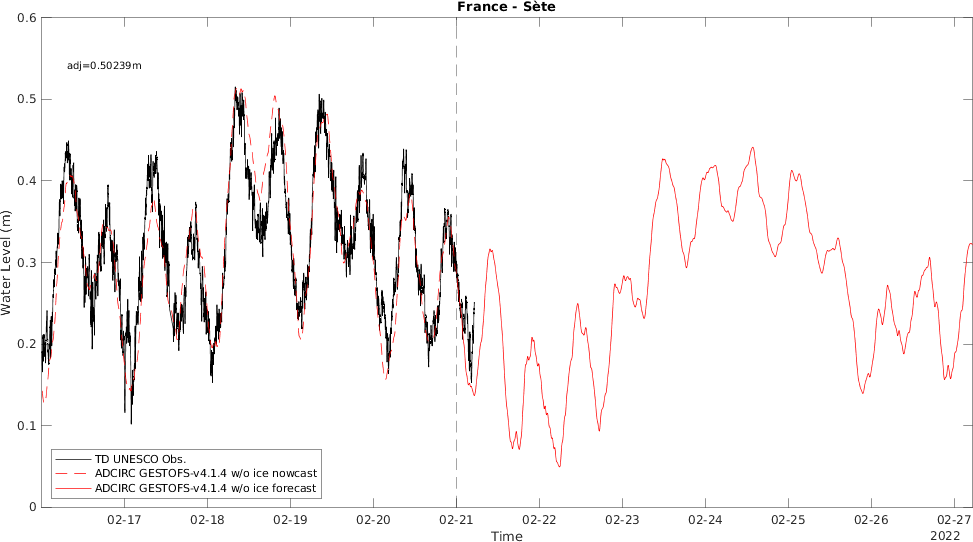 France - Sète
0.6
adj=0.50239m
0.5
0.4
0.3
0.2
0.1
0
Water Level (m)
TD UNESCO Obs.
ADCIRC GESTOFS-v4.1.4 w/o ice nowcast
ADCIRC GESTOFS-v4.1.4 w/o ice forecast
02-17 02-18 02-19 02-20 02-21 02-22 02-23 02-24 02-25 02-26 02-27
Time
2022